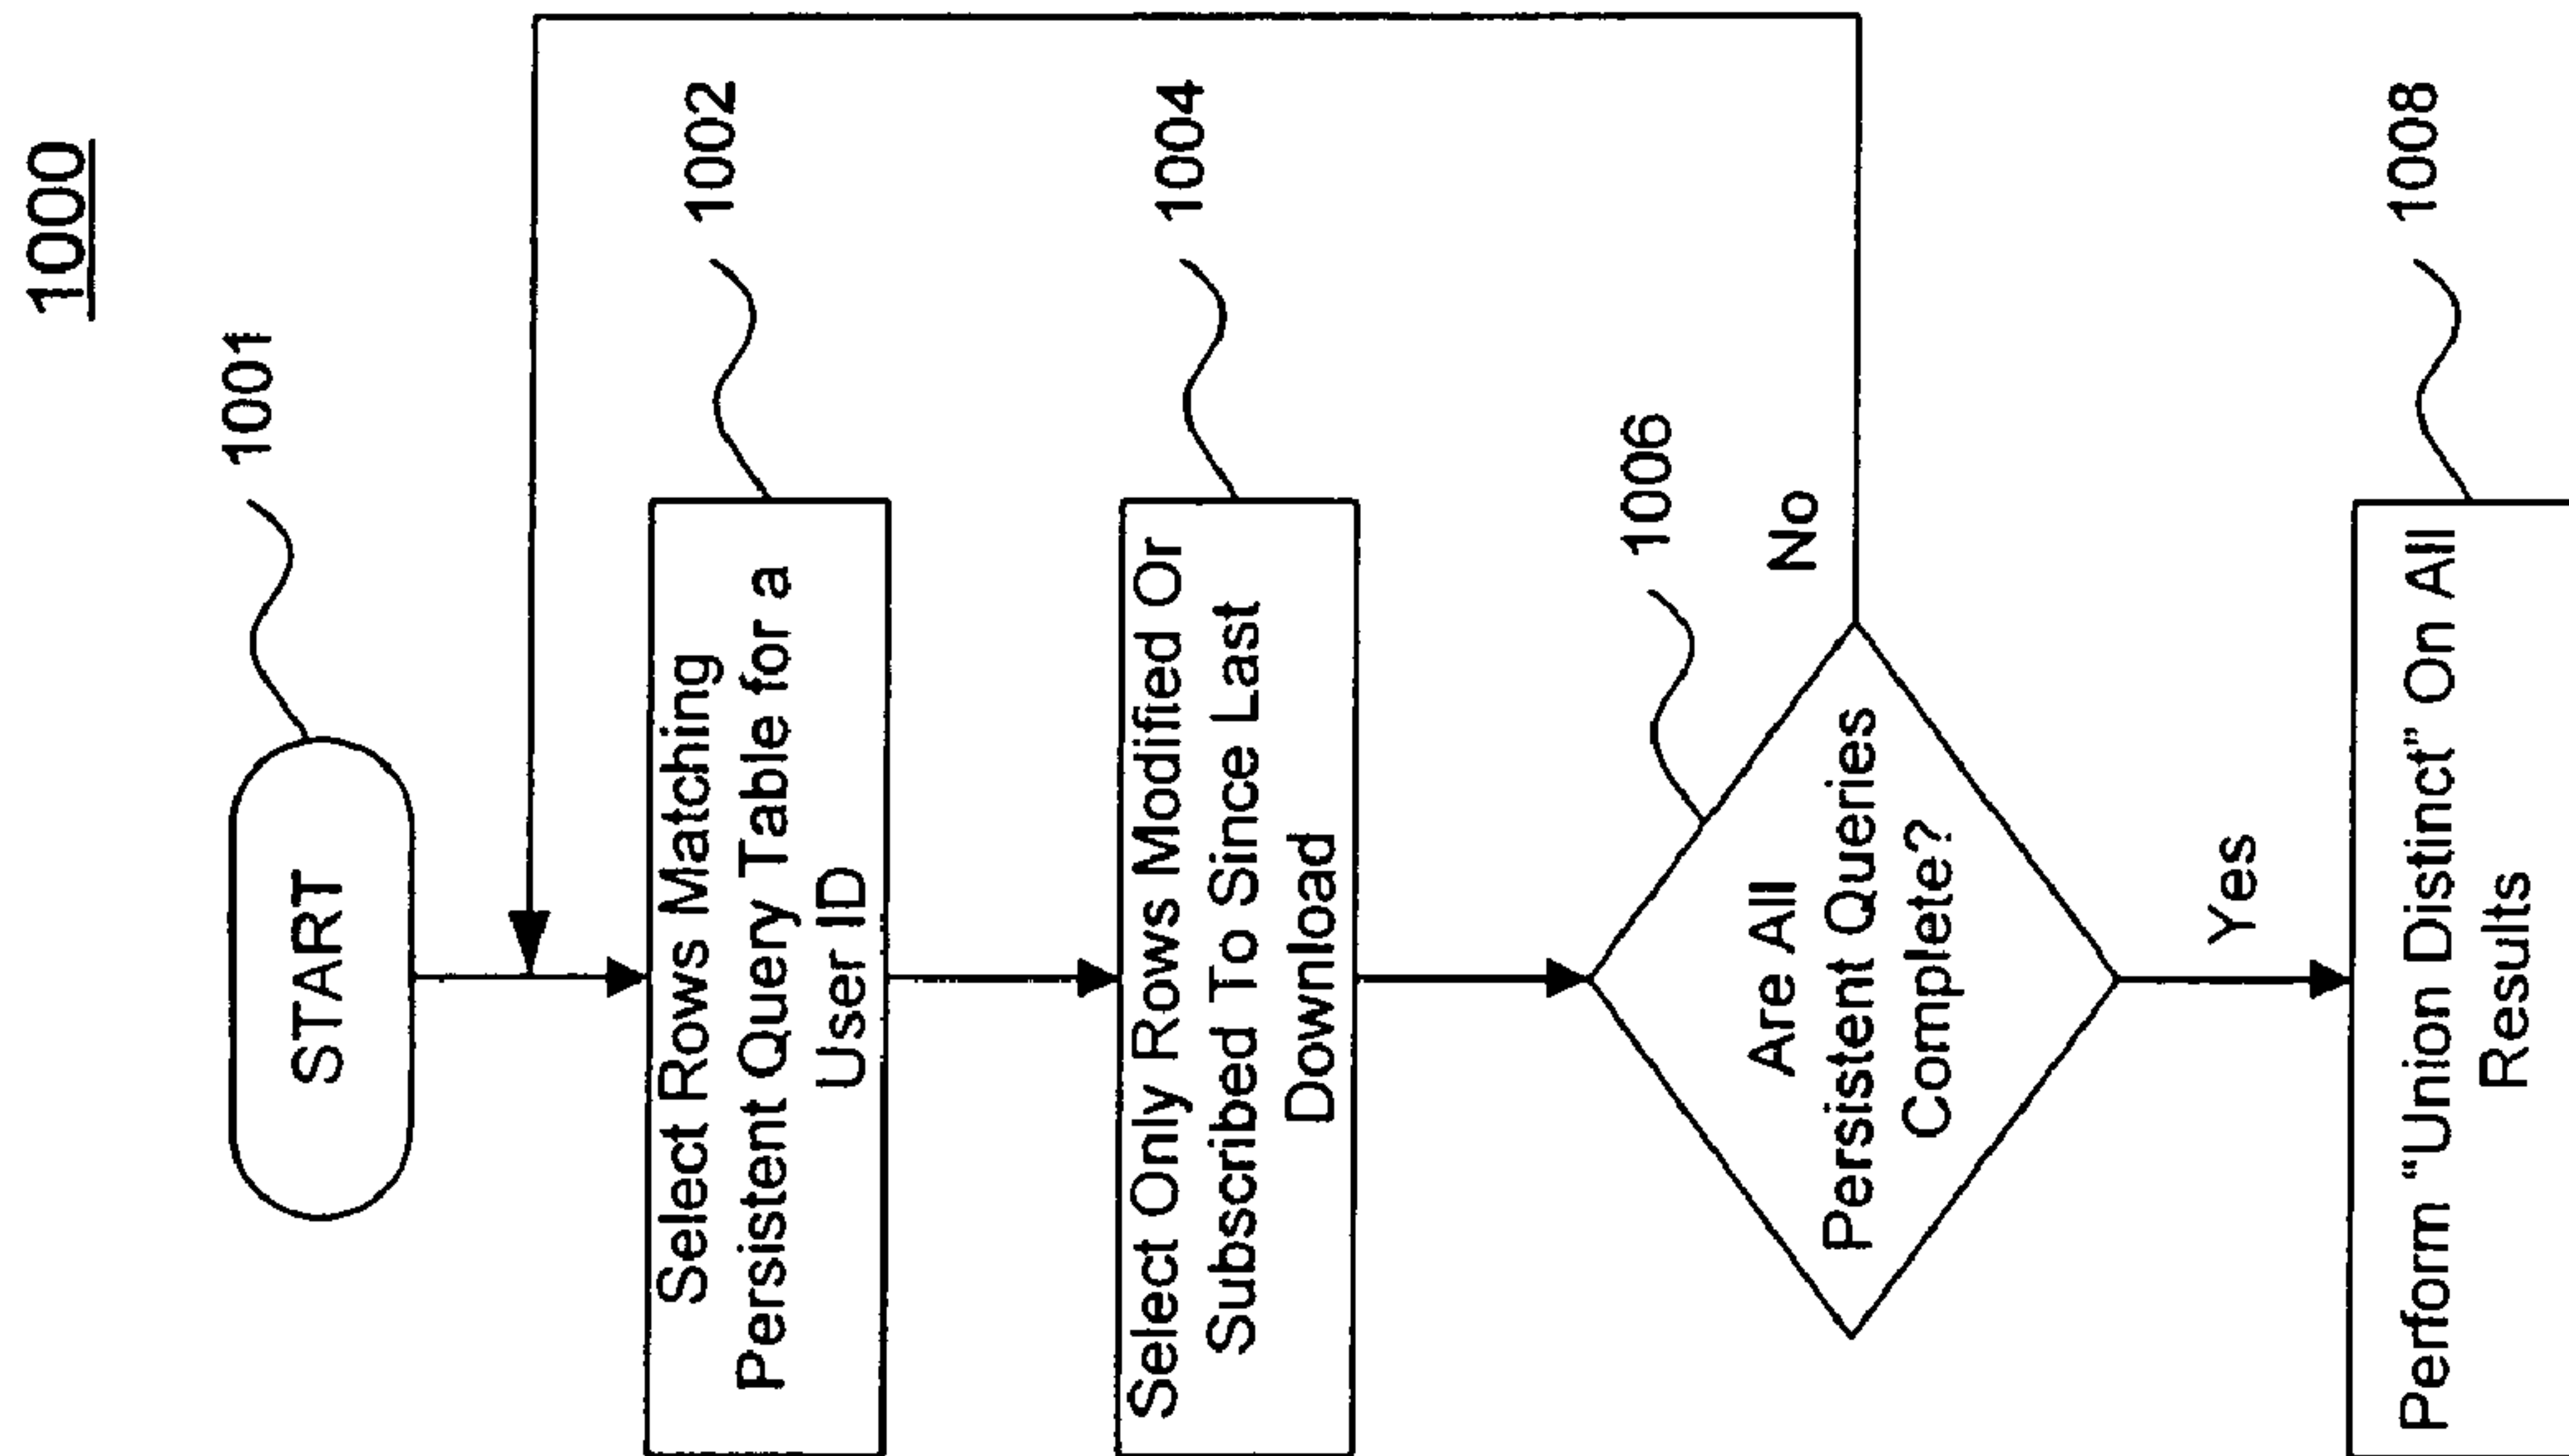 1000
START
1001
Select Rows Matching
Persistent Query Table for a
User ID
1002
Select Only Rows Modified Or
Subscribed To Since Last
Download
1004
Are All
Persistent Queries
Complete?
1006
No
Yes
Perform “Union Distinct” On All
Results
1008